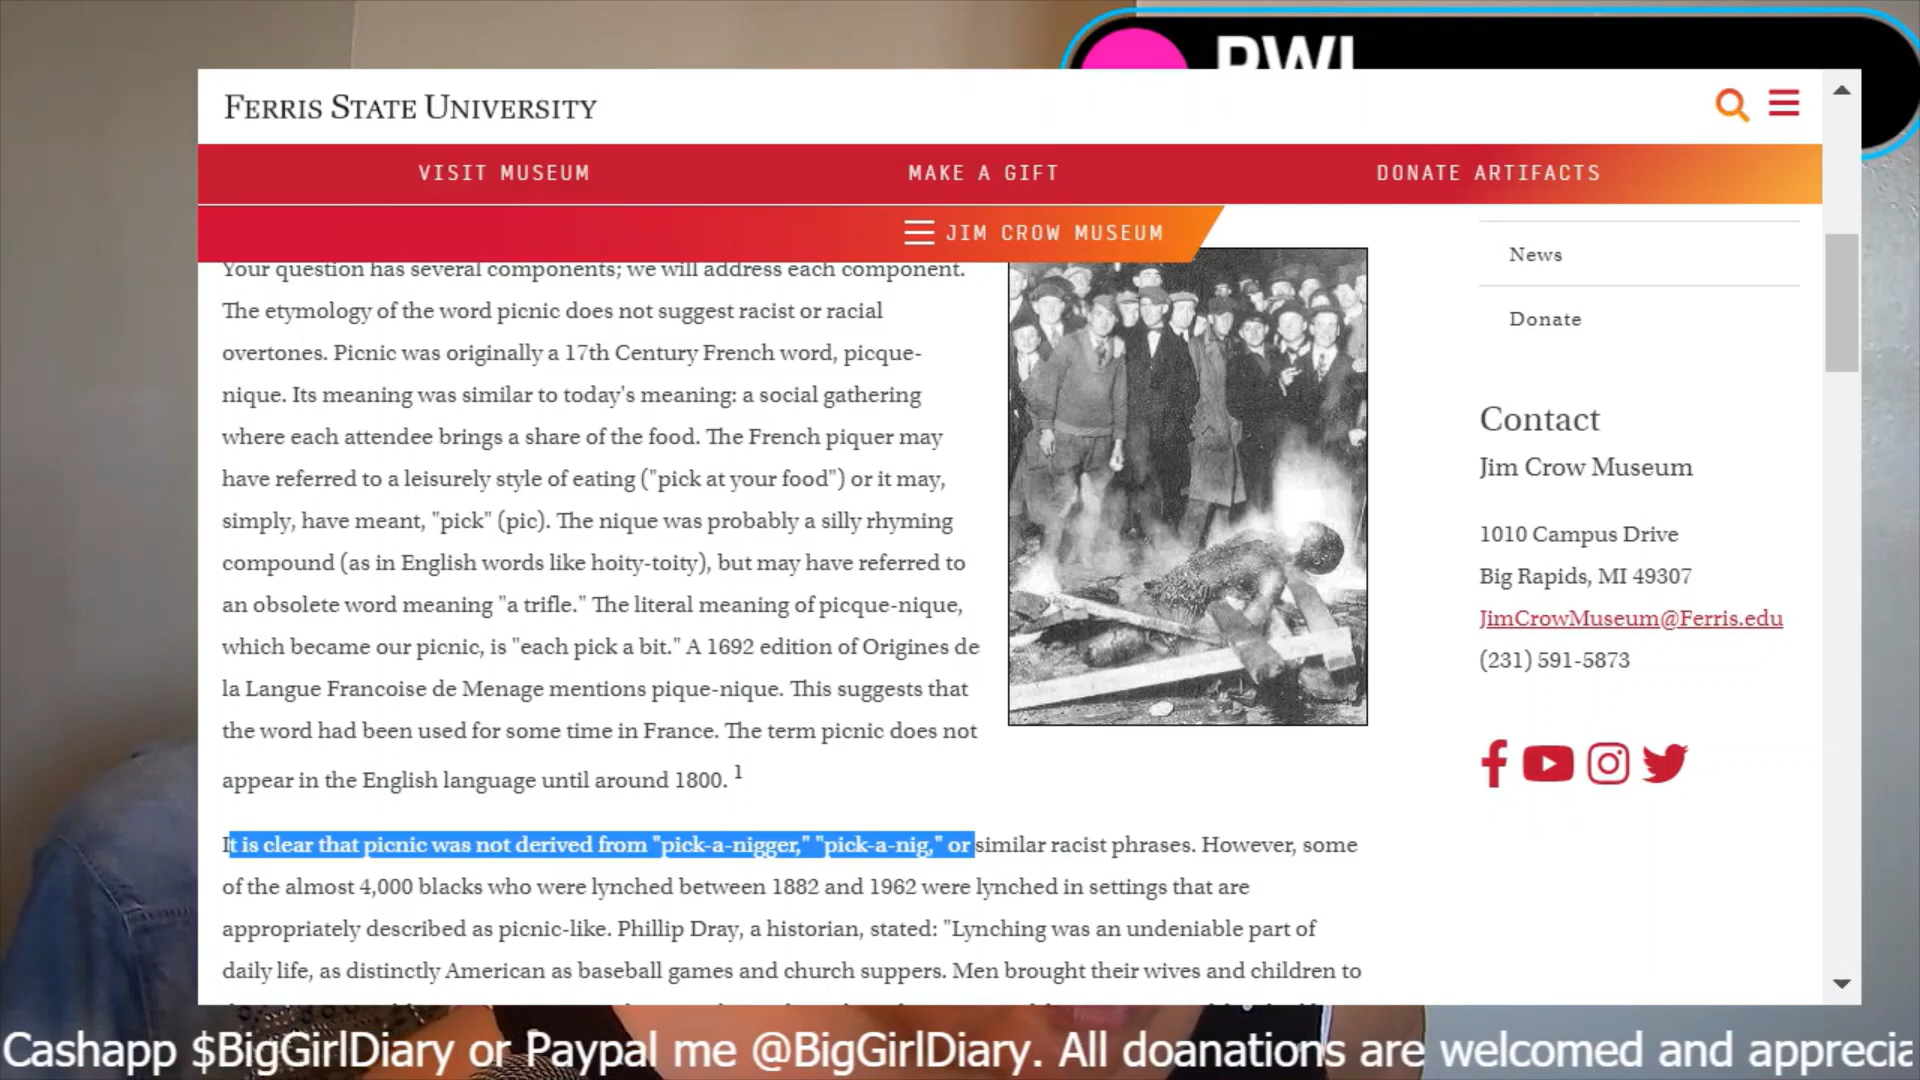 PWI
FERRIS STATE UNIVERSITY
VISIT MUSEUM
MAKE A GIFT
DONATE ARTIFACTS
JIM CROW MUSEUM
Your question has several components; we will address each component.
The etymology of the word picnic does not suggest racist or racial
overtones. Picnic was originally a 17th Century French word, picque-
nique. Its meaning was similar to today's meaning: a social gathering
where each attendee brings a share of the food. The French piquer may
have referred to a leisurely style of eating ("pick at your food") or it may,
simply, have meant, "pick" (pic). The nique was probably a silly rhyming
compound (as in English words like hoity-toity), but may have referred to
an obsolete word meaning "a trifle." The literal meaning of picque-nique,
which became our picnic, is "each pick a bit." A 1692 edition of Origines de
la Langue Francoise de Menage mentions pique-nique. This suggests that
the word had been used for some time in France. The term picnic does not
appear in the English language until around 1800. 1
It is clear that picnic was not derived from "pick-a-nigger," "pick-a-nig," or similar racist phrases. However, some
of the almost 4,000 blacks who were lynched between 1882 and 1962 were lynched in settings that are
appropriately described as picnic-like. Phillip Dray, a historian, stated: "Lynching was an undeniable part of
daily life, as distinctly American as baseball games and church suppers. Men brought their wives and children to
News
Donate
Contact
Jim Crow Museum
1010 Campus Drive
Big Rapids, MI 49307
JimCrowMuseum@Ferris.edu
(231) 591-5873
Cashapp $BigGirlDiary or Paypal me @BigGirlDiary. All doanations are welcomed and apprecia